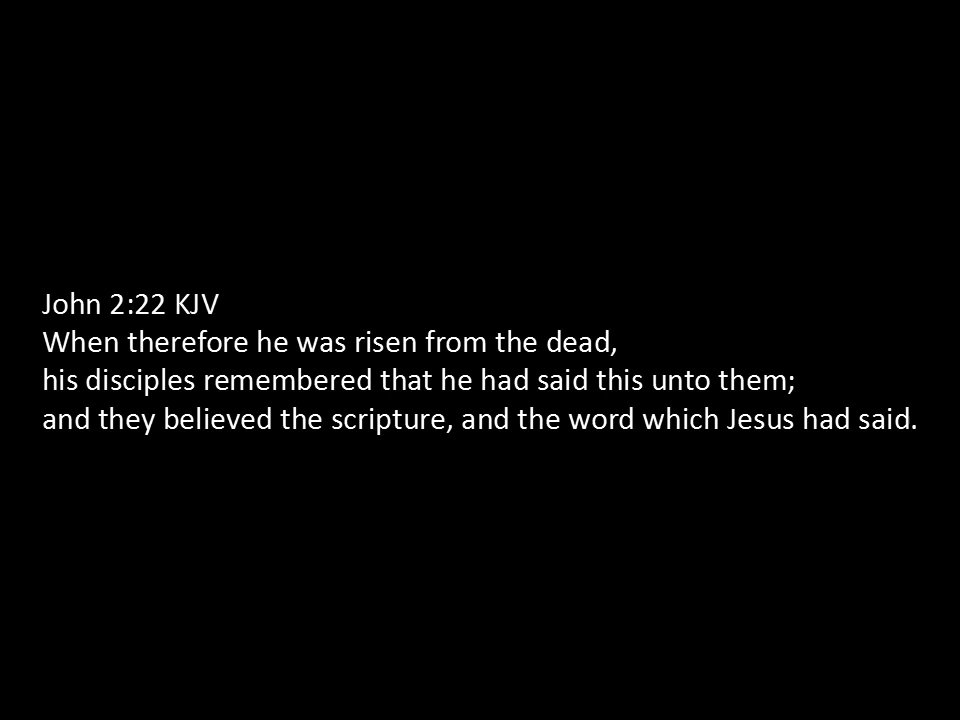 John 2:22 KJV
When therefore he was risen from the dead,
his disciples remembered that he had said this unto them;
and they believed the scripture, and the word which Jesus had said.